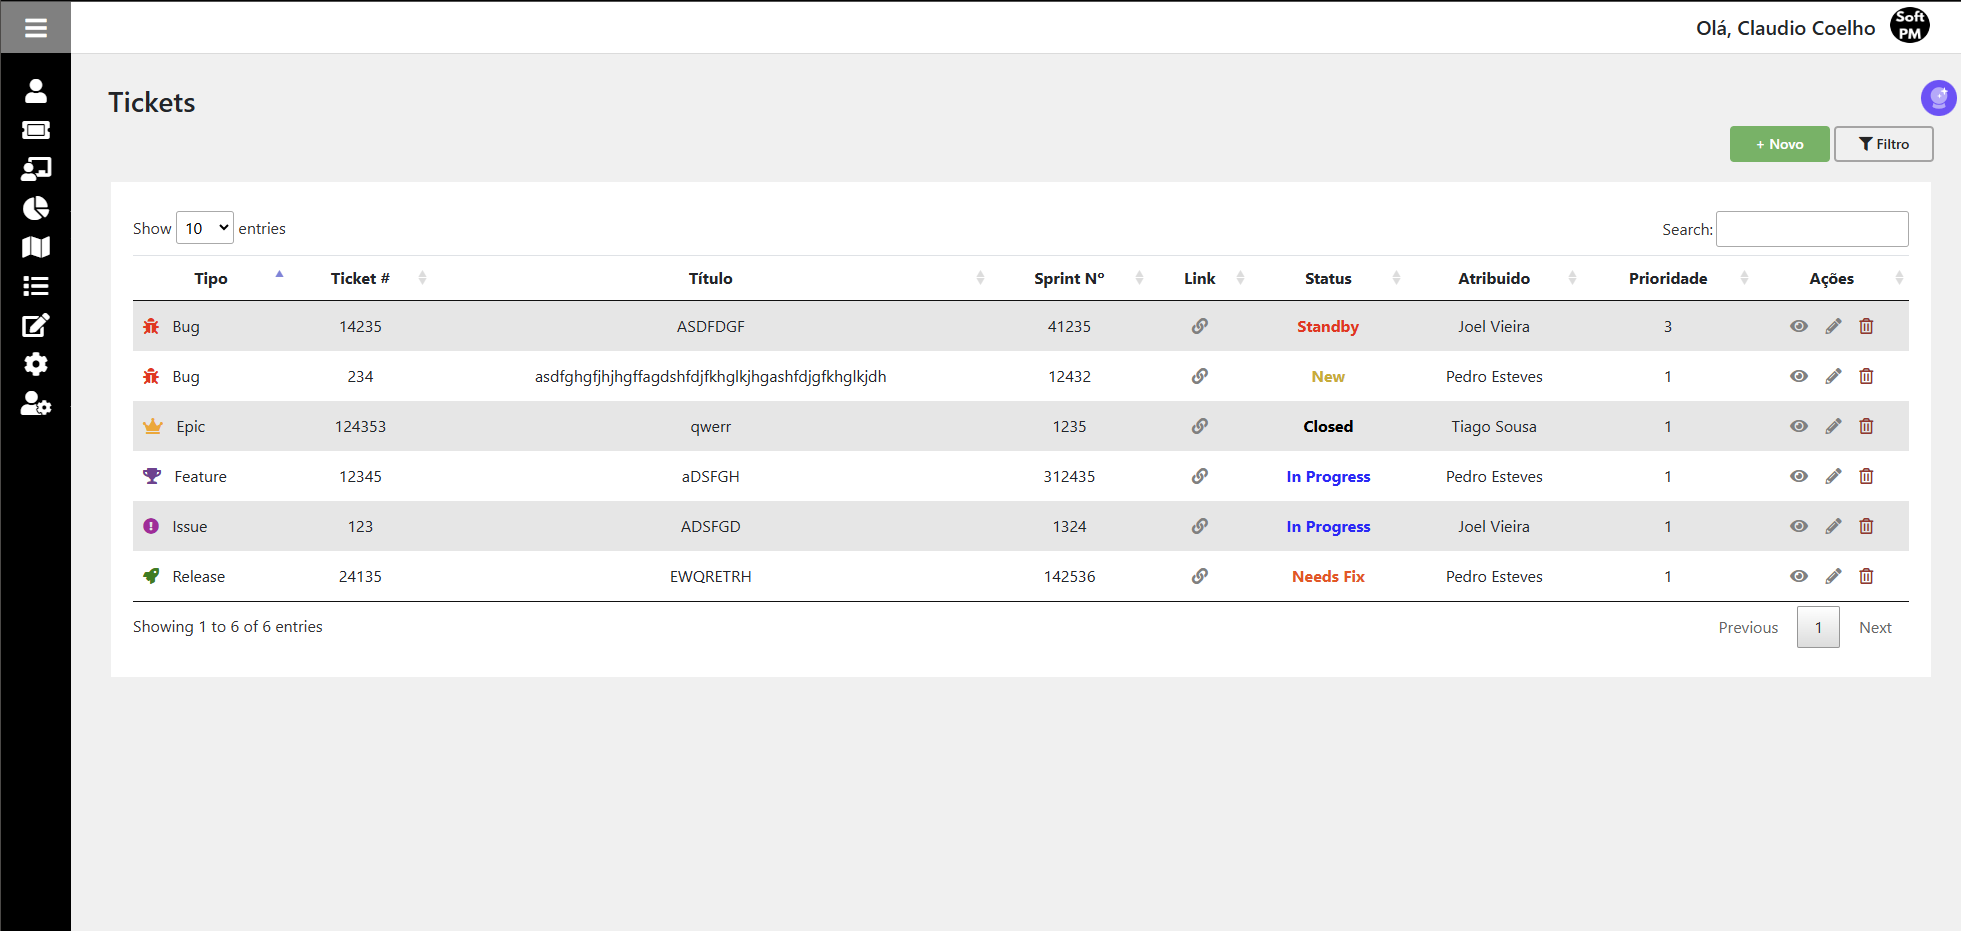 Olá, Claudio Coelho
Soft
PM
Tickets
+ Novo
Filtro
Show 10 entries
Search:
Tipo Ticket # Título Sprint Nº Link Status Atribuido Prioridade Ações
Bug 14235 ASDFDGF 41235 Standby Joel Vieira 3
Bug 234 asdfghgfjhjhgffagdshfdjfkhglkjhgashfdjgfkhglkjdh 12432 New Pedro Esteves 1
Epic 124353 qwerr 1235 Closed Tiago Sousa 1
Feature 12345 aDSFGH 312435 In Progress Pedro Esteves 1
Issue 123 ADSFGD 1324 In Progress Joel Vieira 1
Release 24135 EWQRETRH 142536 Needs Fix Pedro Esteves 1
Showing 1 to 6 of 6 entries
Previous 1 Next